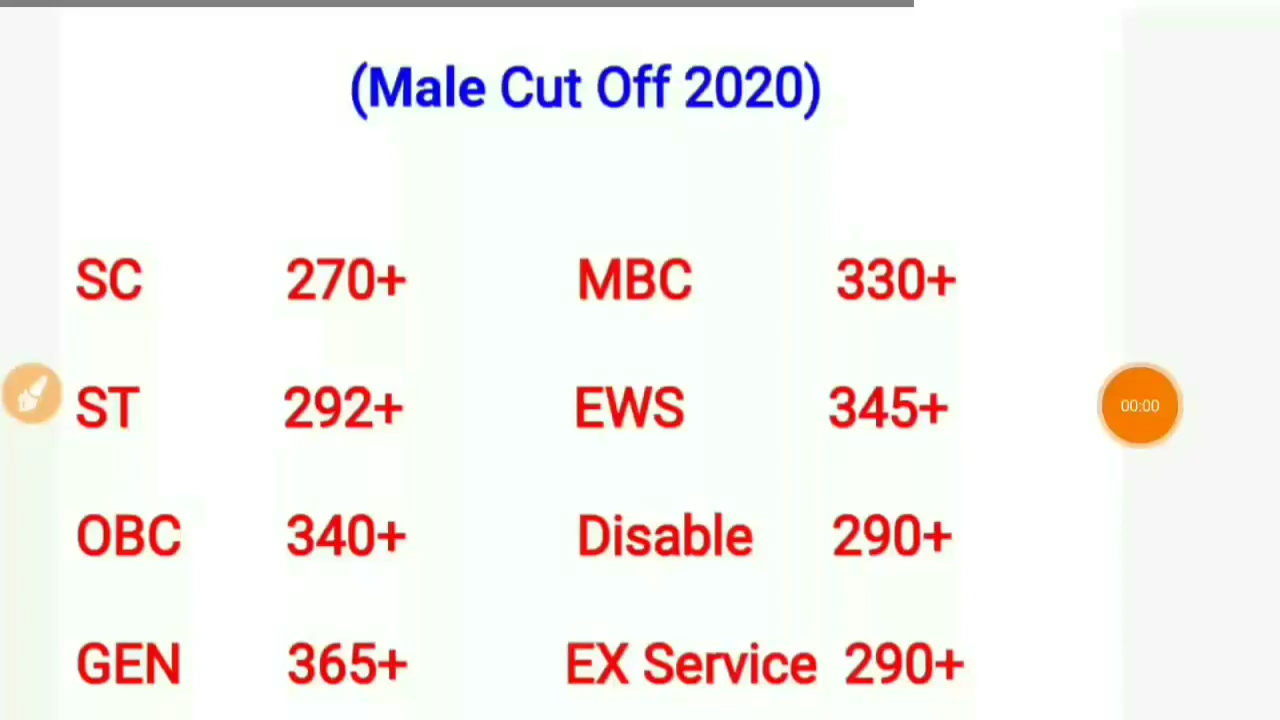 (Male Cut Off 2020)
SC 270+ MBC 330+
ST 292+ EWS 345+
00:00
OBC 340+ Disable 290+
GEN 365+ EX Service 290+